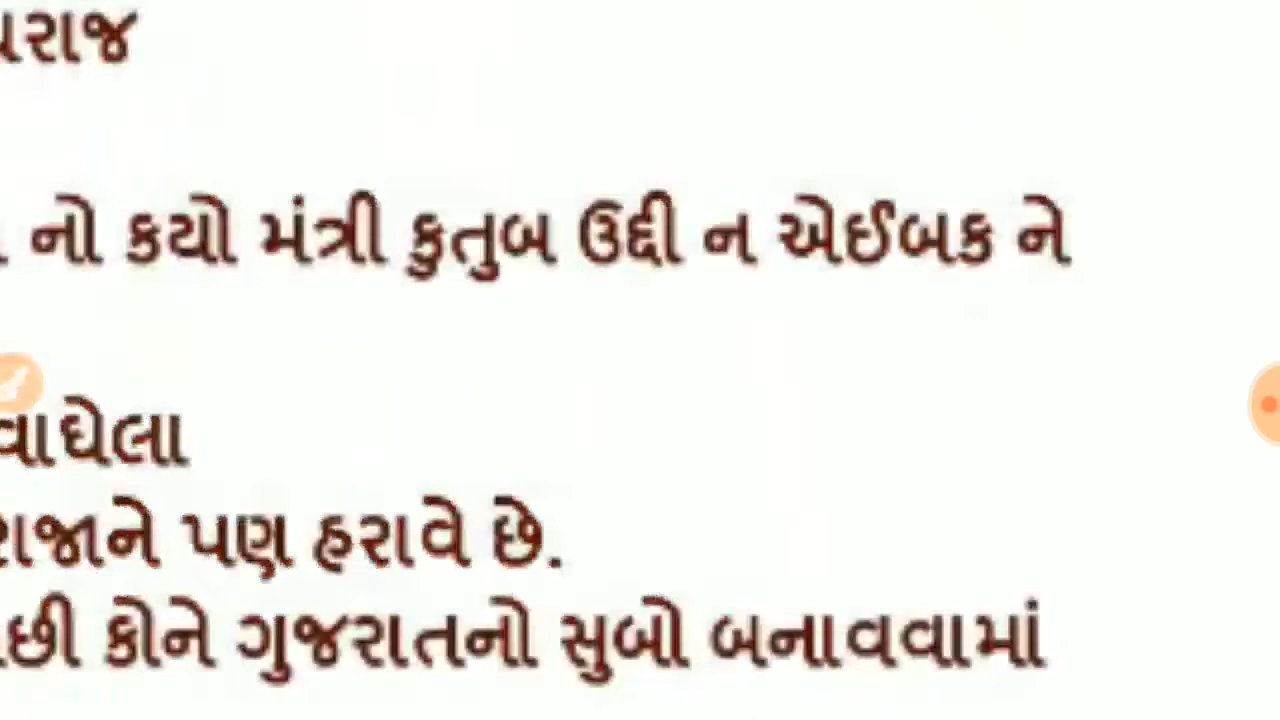 નો કયો મંત્રી કુતુબ ઉદ્દી ન એઈબક ને
વાઘેલા
રાજાને પણ હરાવે છે.
કોને ગુજરાતનો સુબો બનાવવામાં